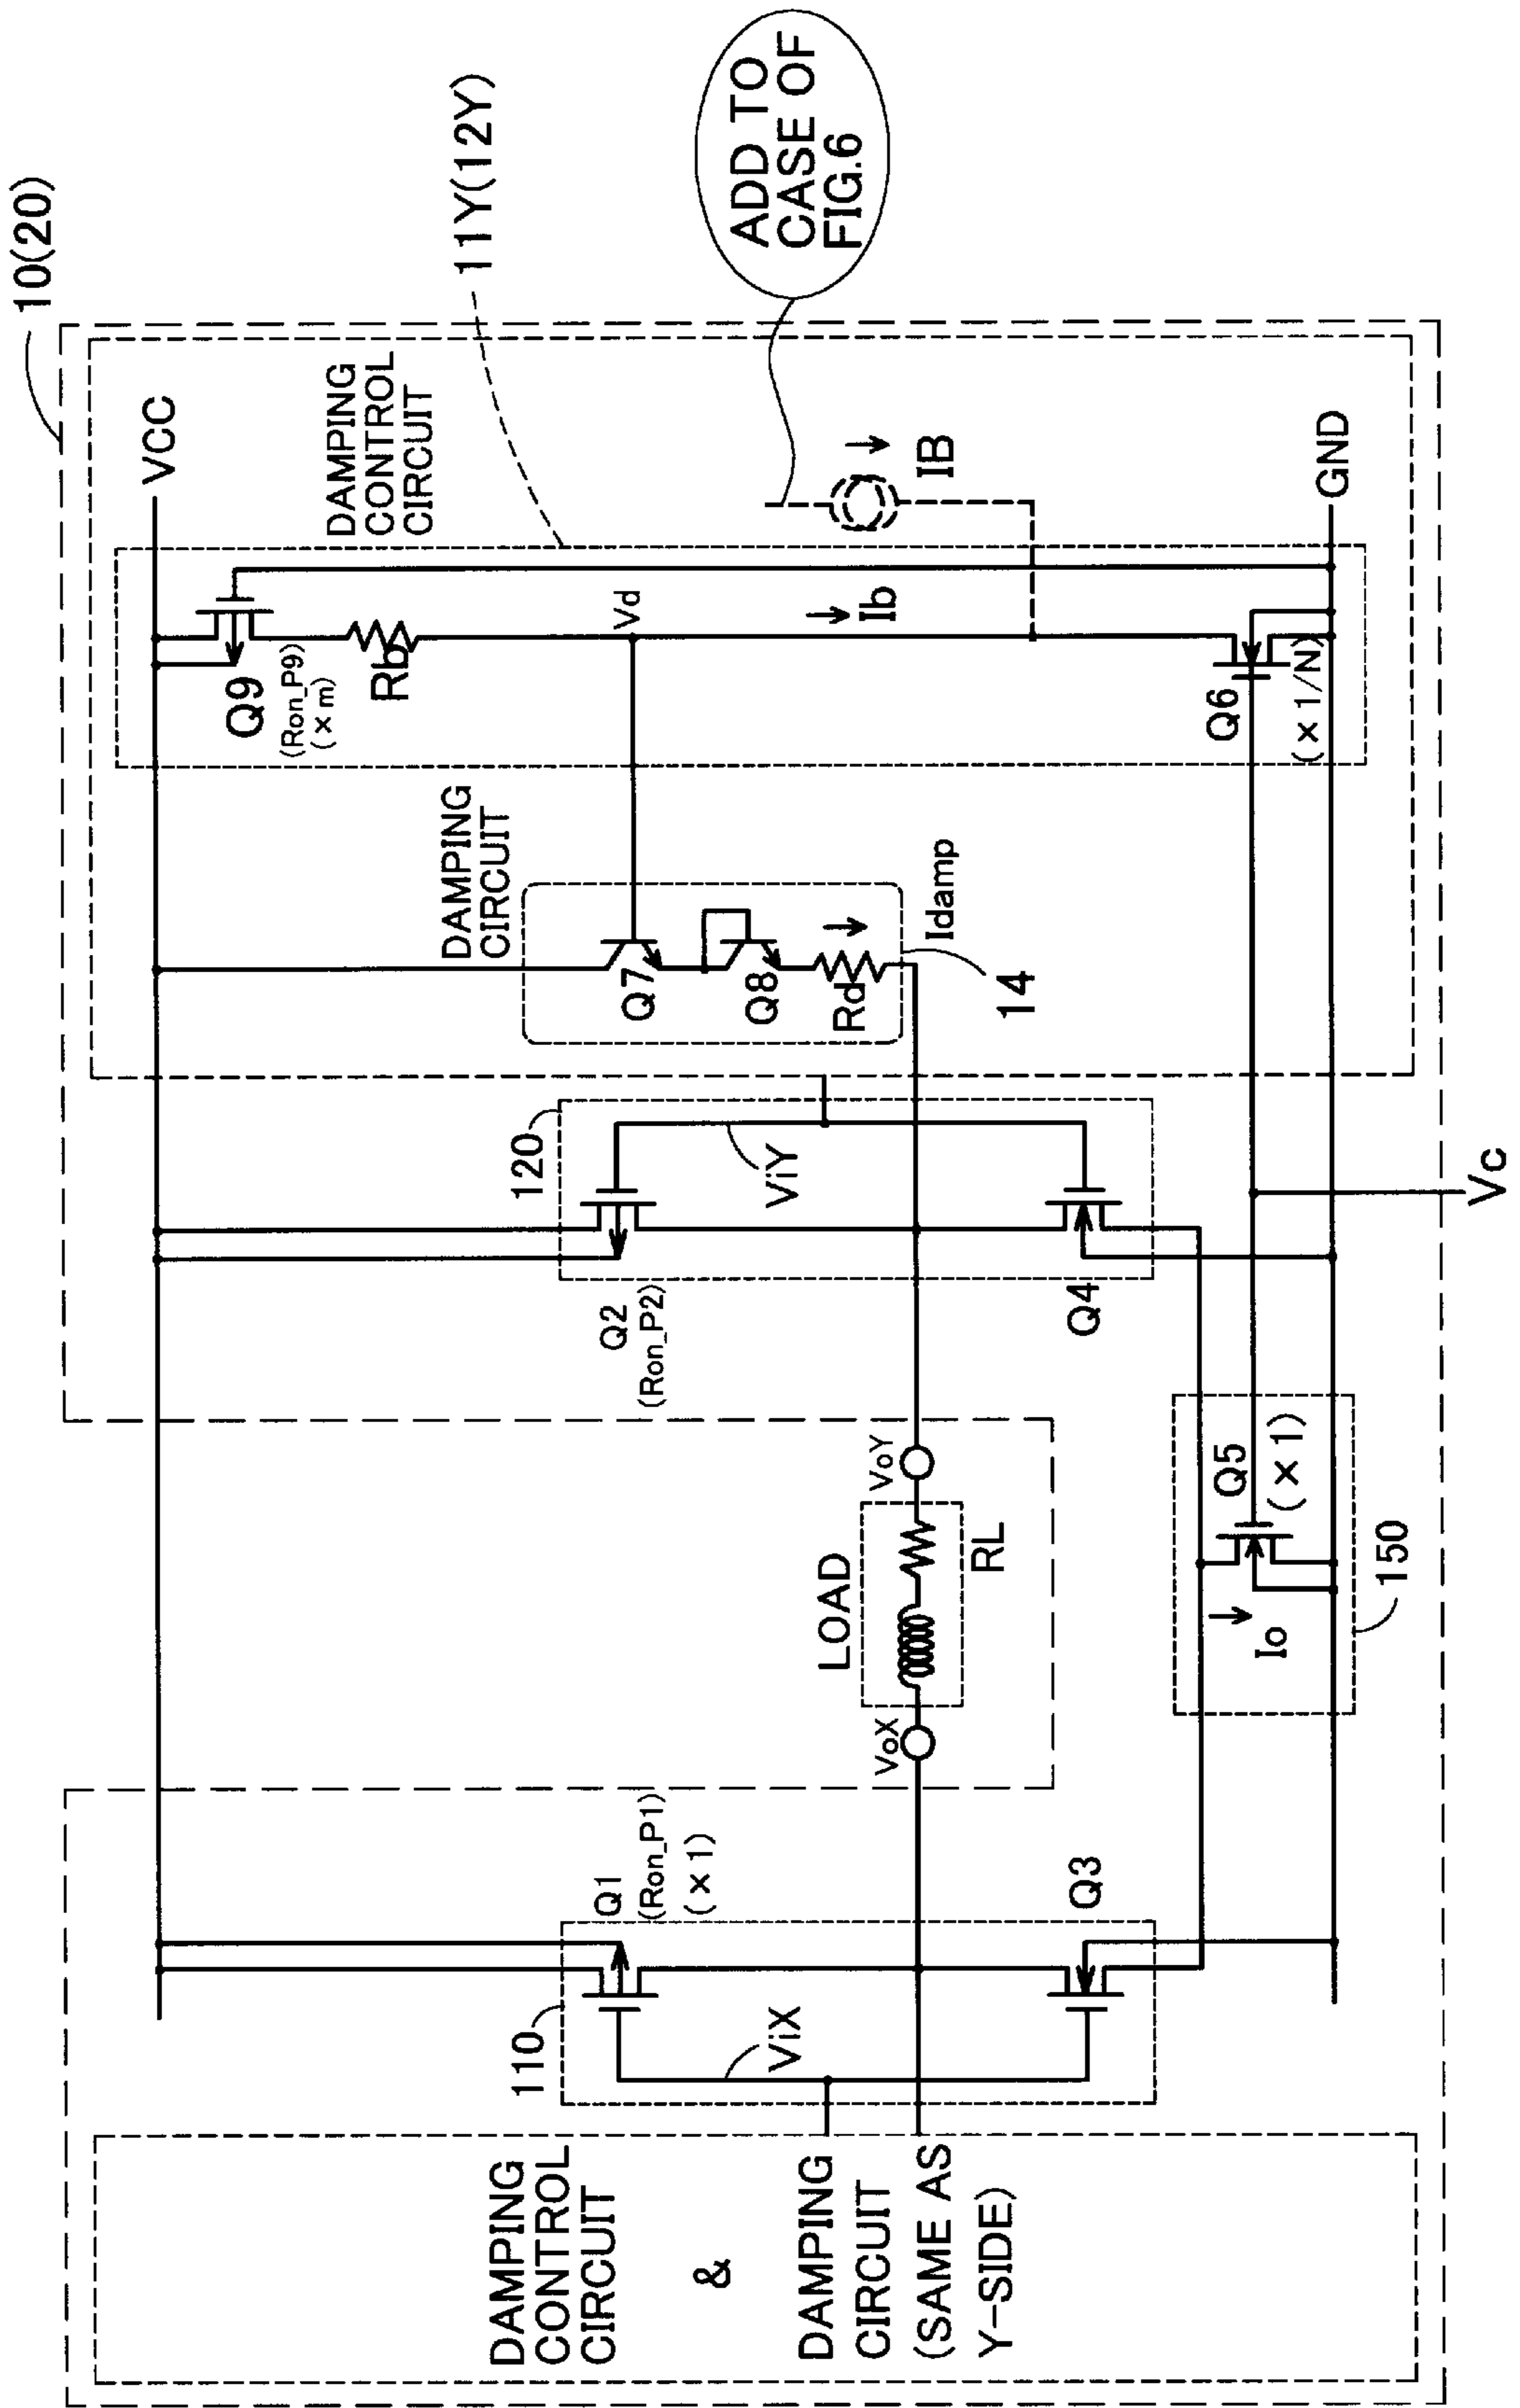 10(20)
11Y(12Y)
ADD TO
CASE OF
FIG.6
VCC
DAMPING
CONTROL
CIRCUIT
IB
GND
Q9
(Ron_P9)
(×m)
Rb
Vd
Ib
Q6
(×1/N)
DAMPING
CIRCUIT
Q7
Q8
Rd
Idamp
14
120
ViY
Q2
(Ron_P2)
Q4
Vc
VoY
LOAD
RL
VoX
Q5
(×1)
Io
150
Q1
(Ron_P1)
(×1)
Q3
110
ViX
DAMPING
CONTROL
CIRCUIT
&
DAMPING
CIRCUIT
(SAME AS
Y-SIDE)